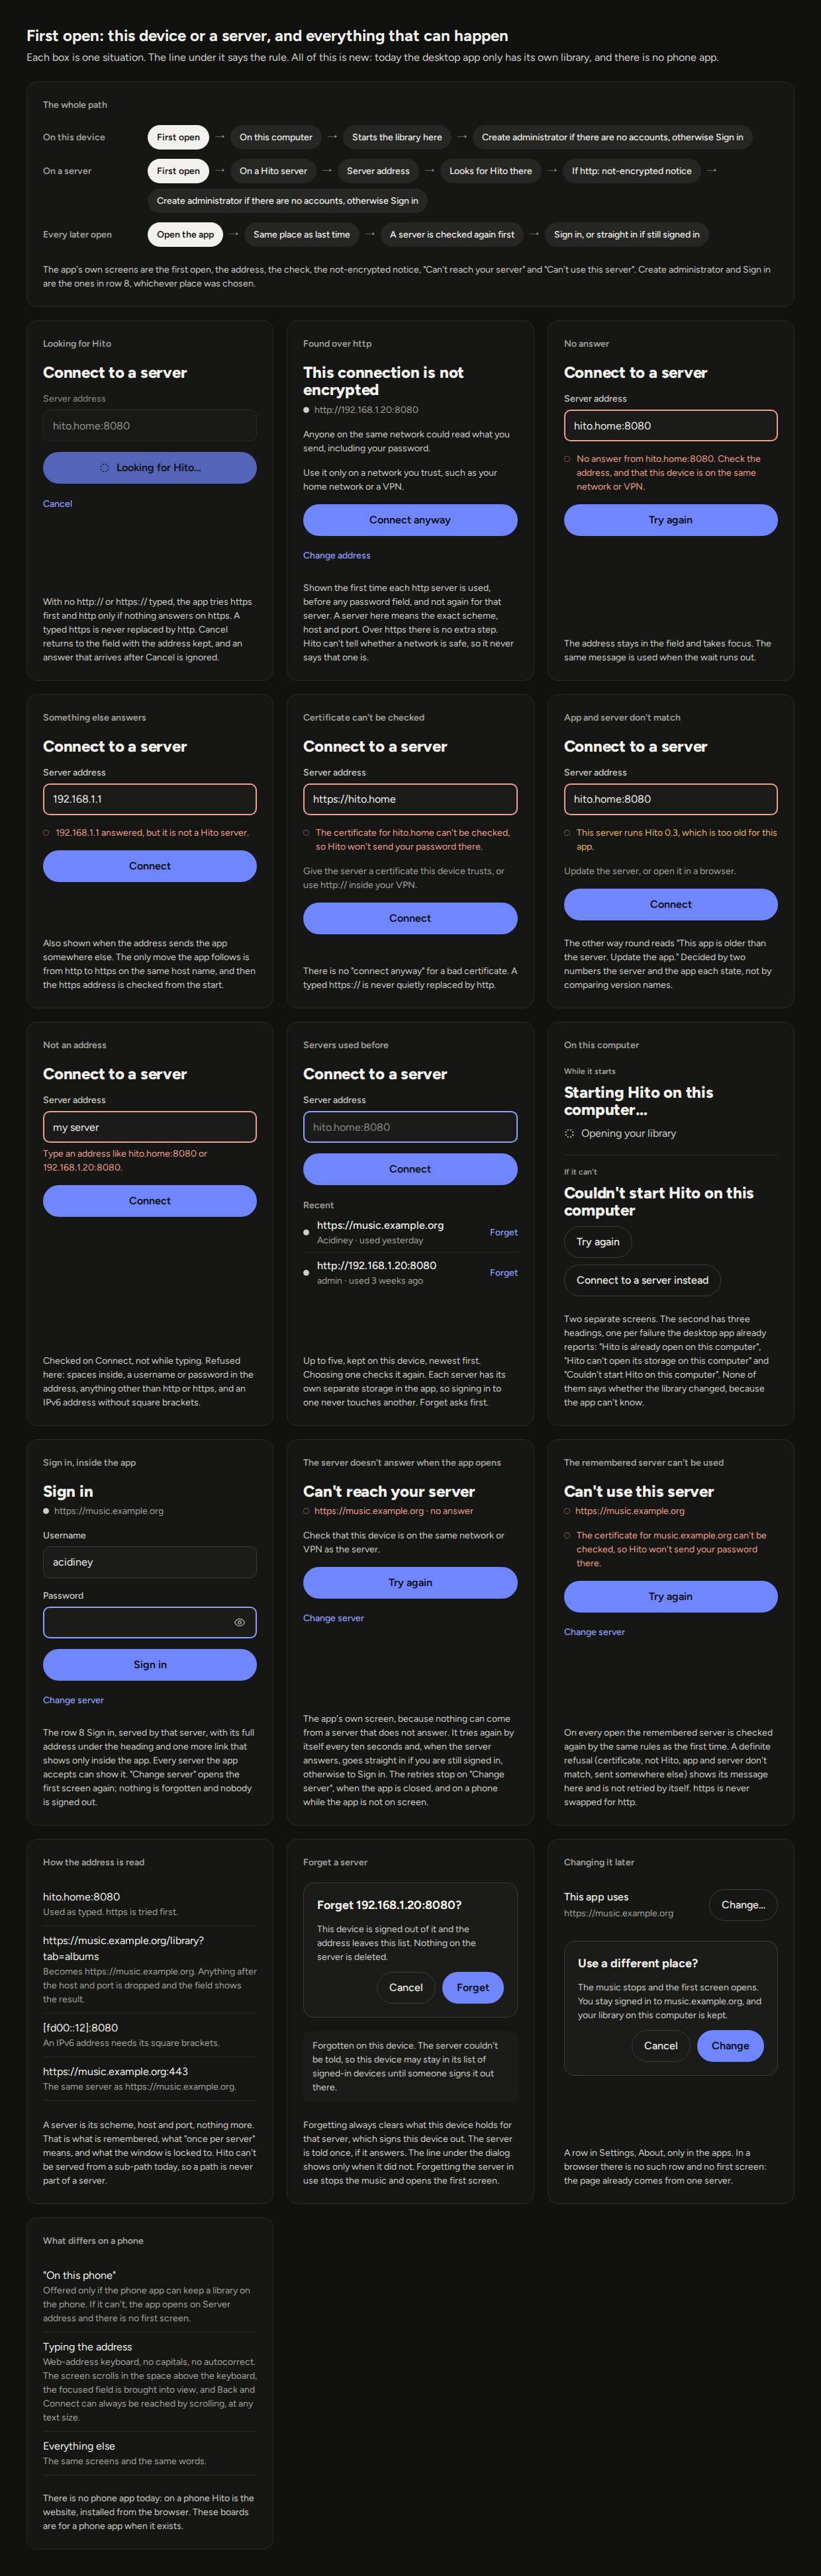 First open: this device or a server, and everything that can happen
Each box is one situation. The line under it says the rule. All of this is new: today the desktop app only has its own library, and there is no phone app.
The whole path
On this device
First open → On this computer → Starts the library here → Create administrator if there are no accounts, otherwise Sign in
On a server
First open → On a Hito server → Server address → Looks for Hito there → If http: not-encrypted notice →
Create administrator if there are no accounts, otherwise Sign in
Every later open
Open the app → Same place as last time → A server is checked again first → Sign in, or straight in if still signed in
The app's own screens are the first open, the address, the check, the not-encrypted notice, "Can't reach your server" and "Can't use this server". Create administrator and Sign in
are the ones in row 8, whichever place was chosen.
Looking for Hito
Connect to a server
Server address
hito.home:8080
Looking for Hito...
Cancel
With no http:// or https:// typed, the app tries https
first and http only if nothing answers on https. A
typed https is never replaced by http. Cancel
returns to the field with the address kept, and an
answer that arrives after Cancel is ignored.
Found over http
This connection is not
encrypted
http://192.168.1.20:8080
Anyone on the same network could read what you
send, including your password.
Use it only on a network you trust, such as your
home network or a VPN.
Connect anyway
Change address
Shown the first time each http server is used,
before any password field, and not again for that
server. A server here means the exact scheme,
host and port. Over https there is no extra step.
Hito can't tell whether a network is safe, so it never
says that one is.
No answer
Connect to a server
Server address
hito.home:8080
No answer from hito.home:8080. Check the
address, and that this device is on the same
network or VPN.
Try again
The address stays in the field and takes focus. The
same message is used when the wait runs out.
Something else answers
Connect to a server
Server address
192.168.1.1
192.168.1.1 answered, but it is not a Hito server.
Connect
Also shown when the address sends the app
somewhere else. The only move the app follows is
from http to https on the same host name, and then
the https address is checked from the start.
Certificate can't be checked
Connect to a server
Server address
https://hito.home
The certificate for hito.home can't be checked,
so Hito won't send your password there.
Give the server a certificate this device trusts, or
use http:// inside your VPN.
Connect
There is no "connect anyway" for a bad certificate. A
typed https:// is never quietly replaced by http.
App and server don't match
Connect to a server
Server address
hito.home:8080
This server runs Hito 0.3, which is too old for this
app.
Update the server, or open it in a browser.
Connect
The other way round reads "This app is older than
the server. Update the app." Decided by two
numbers the server and the app each state, not by
comparing version names.
Not an address
Connect to a server
Server address
my server
Type an address like hito.home:8080 or
192.168.1.20:8080.
Connect
Checked on Connect, not while typing. Refused
here: spaces inside, a username or password in the
address, anything other than http or https, and an
IPv6 address without square brackets.
Servers used before
Connect to a server
Server address
hito.home:8080
Connect
Recent
https://music.example.org
Acidiney · used yesterday
Forget
http://192.168.1.20:8080
admin · used 3 weeks ago
Forget
Up to five, kept on this device, newest first.
Choosing one checks it again. Each server has its
own separate storage in the app, so signing in to
one never touches another. Forget asks first.
On this computer
While it starts
Starting Hito on this
computer...
Opening your library
If it can't
Couldn't start Hito on this
computer
Try again
Connect to a server instead
Two separate screens. The second has three
headings, one per failure the desktop app already
reports: "Hito is already open on this computer",
"Hito can't open its storage on this computer" and
"Couldn't start Hito on this computer". None of
them says whether the library changed, because
the app can't know.
Sign in, inside the app
Sign in
https://music.example.org
Username
acidiney
Password
Sign in
Change server
The row 8 Sign in, served by that server, with its full
address under the heading and one more link that
shows only inside the app. Every server the app
accepts can show it. "Change server" opens the
first screen again; nothing is forgotten and nobody
is signed out.
The server doesn't answer when the app opens
Can't reach your server
https://music.example.org · no answer
Check that this device is on the same network or
VPN as the server.
Try again
Change server
The app's own screen, because nothing can come
from a server that does not answer. It tries again by
itself every ten seconds and, when the server
answers, goes straight in if you are still signed in,
otherwise to Sign in. The retries stop on "Change
server", when the app is closed, and on a phone
while the app is not on screen.
The remembered server can't be used
Can't use this server
https://music.example.org
The certificate for music.example.org can't be
checked, so Hito won't send your password
there.
Try again
Change server
On every open the remembered server is checked
again by the same rules as the first time. A definite
refusal (certificate, not Hito, app and server don't
match, sent somewhere else) shows its message
here and is not retried by itself. https is never
swapped for http.
How the address is read
hito.home:8080
Used as typed. https is tried first.
https://music.example.org/library?
tab=albums
Becomes https://music.example.org. Anything after
the host and port is dropped and the field shows
the result.
[fd00::12]:8080
An IPv6 address needs its square brackets.
https://music.example.org:443
The same server as https://music.example.org.
A server is its scheme, host and port, nothing more.
That is what is remembered, what "once per server"
means, and what the window is locked to. Hito can't
be served from a sub-path today, so a path is never
part of a server.
Forget a server
Forget 192.168.1.20:8080?
This device is signed out of it and the
address leaves this list. Nothing on the
server is deleted.
Cancel
Forget
Forgotten on this device. The server couldn't
be told, so this device may stay in its list of
signed-in devices until someone signs it out
there.
Forgetting always clears what this device holds for
that server, which signs this device out. The server
is told once, if it answers. The line under the dialog
shows only when it did not. Forgetting the server in
use stops the music and opens the first screen.
Changing it later
This app uses
https://music.example.org
Change...
Use a different place?
The music stops and the first screen opens.
You stay signed in to music.example.org, and
your library on this computer is kept.
Cancel
Change
A row in Settings, About, only in the apps. In a
browser there is no such row and no first screen:
the page already comes from one server.
What differs on a phone
"On this phone"
Offered only if the phone app can keep a library on
the phone. If it can't, the app opens on Server
address and there is no first screen.
Typing the address
Web-address keyboard, no capitals, no autocorrect.
The screen scrolls in the space above the keyboard,
the focused field is brought into view, and Back and
Connect can always be reached by scrolling, at any
text size.
Everything else
The same screens and the same words.
There is no phone app today: on a phone Hito is the
website, installed from the browser. These boards
are for a phone app when it exists.